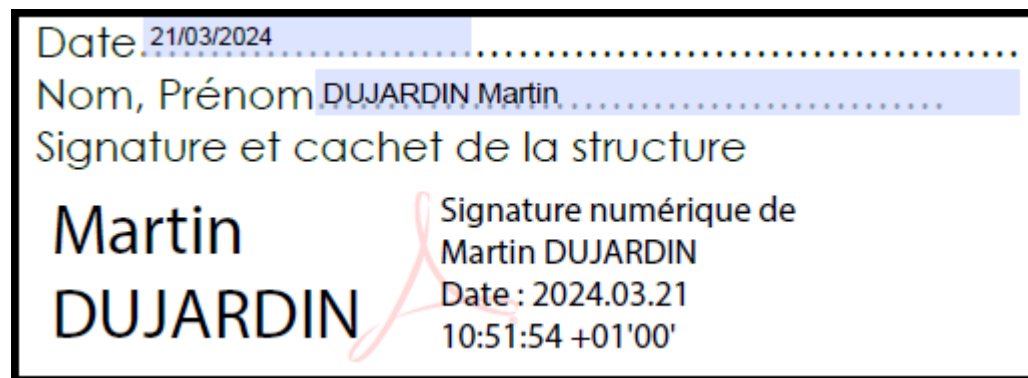 Date 21/03/2024
Nom, Prénom DUJARDIN Martin
Signature et cachet de la structure
Martin
DUJARDIN
Signature numérique de
Martin DUJARDIN
Date : 2024.03.21
10:51:54 +01'00'